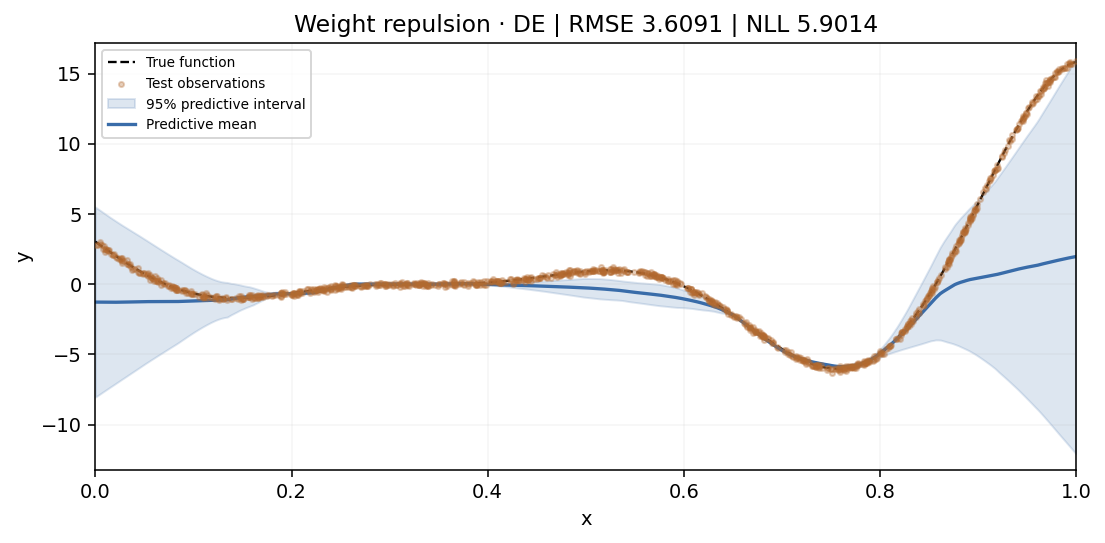 Weight repulsion · DE | RMSE 3.6091 | NLL 5.9014
True function
Test observations
95% predictive interval
Predictive mean
y
15
10
5
0
−5
−10
0.0 0.2 0.4 0.6 0.8 1.0
x